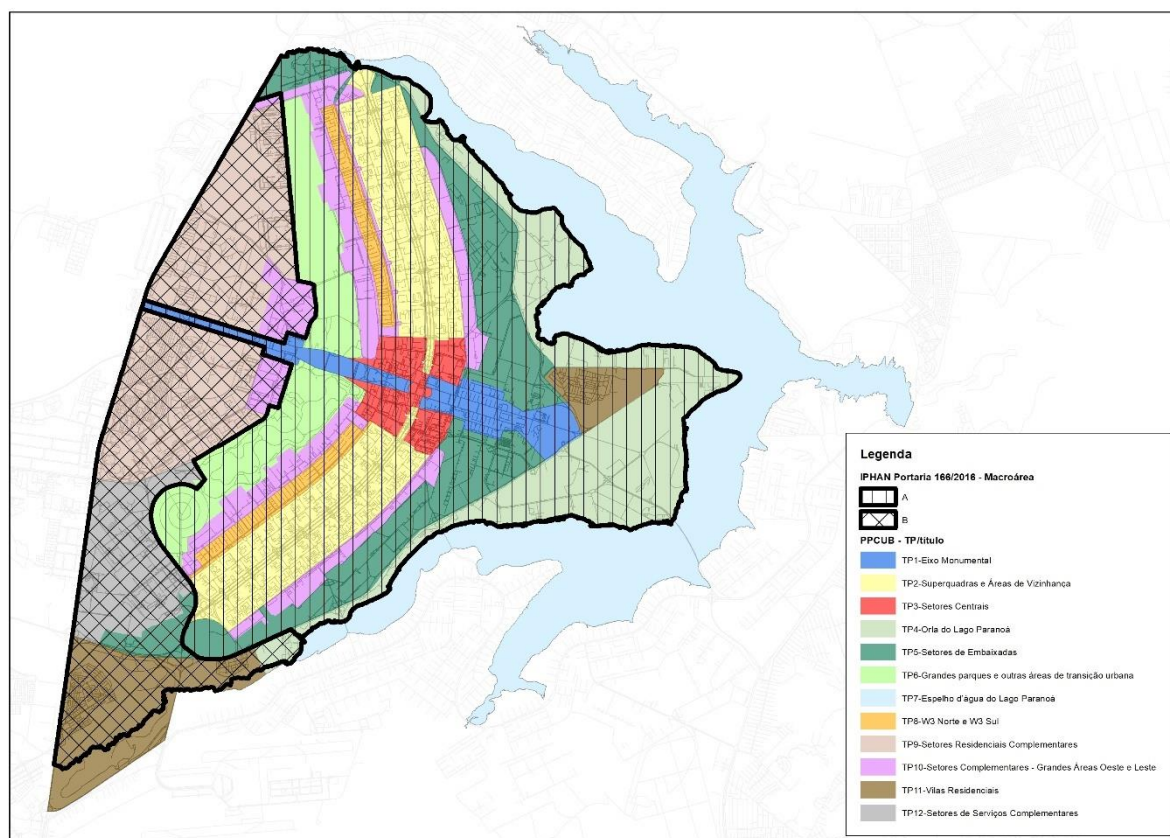 Legenda
IPHAN Portaria 166/2016 - Macroárea
A
B
PPCUB - TP/título
TP1-Eixo Monumental
TP2-Superquadras e Áreas de Vizinhança
TP3-Setores Centrais
TP4-Orla do Lago Paranoá
TP5-Setores de Embaixadas
TP6-Grandes parques e outras áreas de transição urbana
TP7-Espelho d'água do Lago Paranoá
TP8-W3 Norte e W3 Sul
TP9-Setores Residenciais Complementares
TP10-Setores Complementares - Grandes Áreas Oeste e Leste
TP11-Vilas Residenciais
TP12-Setores de Serviços Complementares